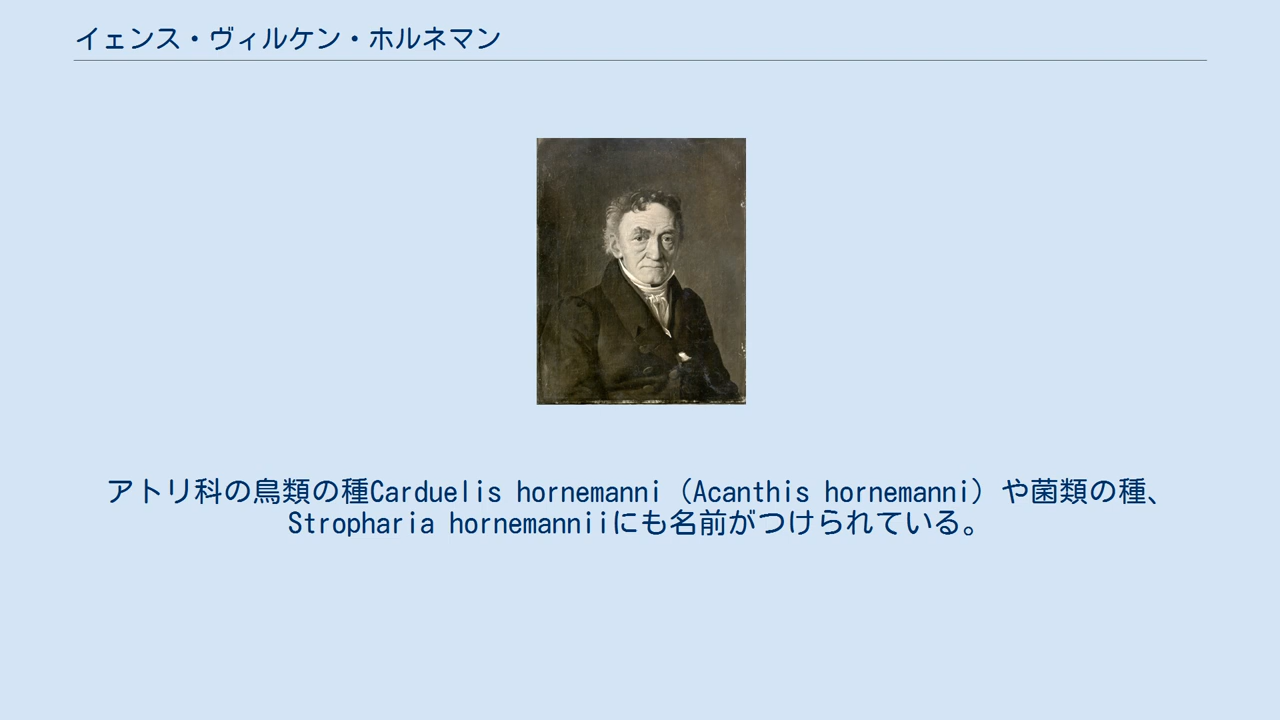 イェンス・ヴィルケン・ホルネマン
アトリ科の鳥類の種Carduelis hornemanni（Acanthis hornemanni）や菌類の種、
Stropharia hornemanniiにも名前がつけられている。